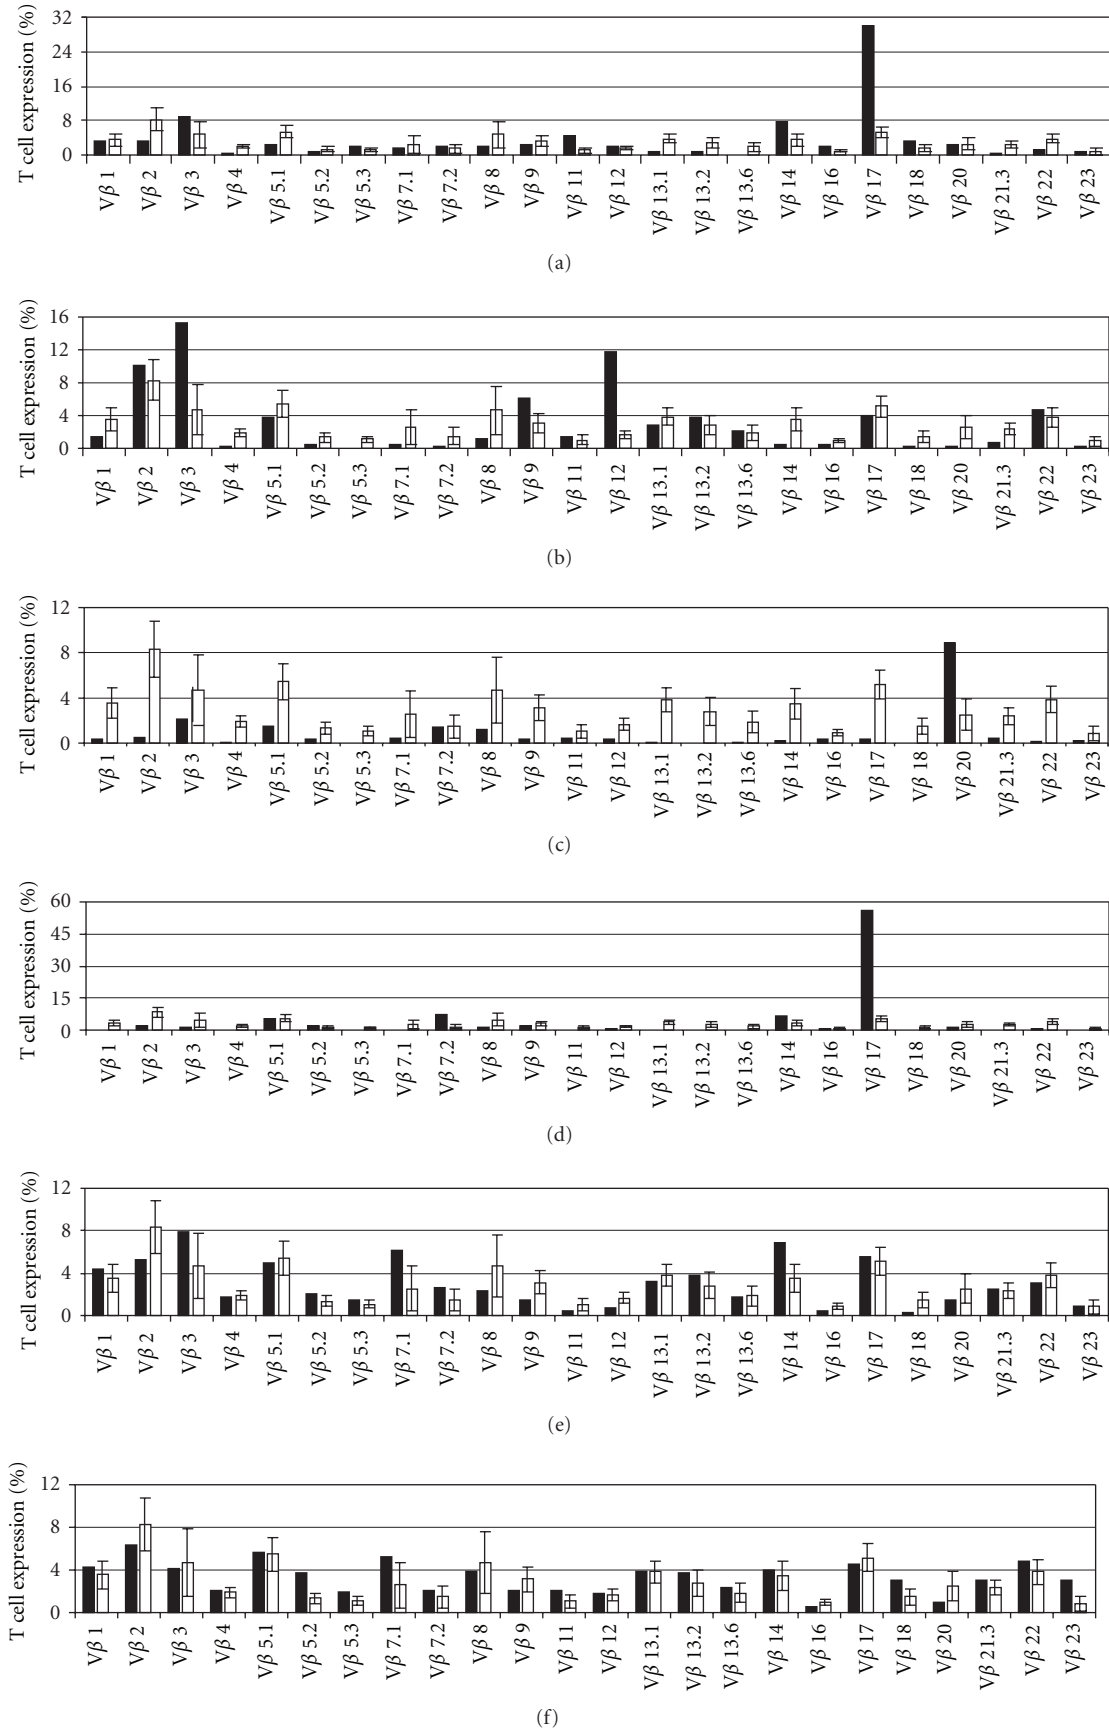 T cell expression (%)
32
24
16
8
0
Vβ 1
Vβ 2
Vβ 3
Vβ 4
Vβ 5.1
Vβ 5.2
Vβ 5.3
Vβ 7.1
Vβ 7.2
Vβ 8
Vβ 9
Vβ 11
Vβ 12
Vβ 13.1
Vβ 13.2
Vβ 13.6
Vβ 14
Vβ 16
Vβ 17
Vβ 18
Vβ 20
Vβ 21.3
Vβ 22
Vβ 23
(a)
T cell expression (%)
16
12
8
4
0
Vβ 1
Vβ 2
Vβ 3
Vβ 4
Vβ 5.1
Vβ 5.2
Vβ 5.3
Vβ 7.1
Vβ 7.2
Vβ 8
Vβ 9
Vβ 11
Vβ 12
Vβ 13.1
Vβ 13.2
Vβ 13.6
Vβ 14
Vβ 16
Vβ 17
Vβ 18
Vβ 20
Vβ 21.3
Vβ 22
Vβ 23
(b)
T cell expression (%)
12
8
4
0
Vβ 1
Vβ 2
Vβ 3
Vβ 4
Vβ 5.1
Vβ 5.2
Vβ 5.3
Vβ 7.1
Vβ 7.2
Vβ 8
Vβ 9
Vβ 11
Vβ 12
Vβ 13.1
Vβ 13.2
Vβ 13.6
Vβ 14
Vβ 16
Vβ 17
Vβ 18
Vβ 20
Vβ 21.3
Vβ 22
Vβ 23
(c)
T cell expression (%)
60
45
30
15
0
Vβ 1
Vβ 2
Vβ 3
Vβ 4
Vβ 5.1
Vβ 5.2
Vβ 5.3
Vβ 7.1
Vβ 7.2
Vβ 8
Vβ 9
Vβ 11
Vβ 12
Vβ 13.1
Vβ 13.2
Vβ 13.6
Vβ 14
Vβ 16
Vβ 17
Vβ 18
Vβ 20
Vβ 21.3
Vβ 22
Vβ 23
(d)
T cell expression (%)
12
8
4
0
Vβ 1
Vβ 2
Vβ 3
Vβ 4
Vβ 5.1
Vβ 5.2
Vβ 5.3
Vβ 7.1
Vβ 7.2
Vβ 8
Vβ 9
Vβ 11
Vβ 12
Vβ 13.1
Vβ 13.2
Vβ 13.6
Vβ 14
Vβ 16
Vβ 17
Vβ 18
Vβ 20
Vβ 21.3
Vβ 22
Vβ 23
(e)
T cell expression (%)
12
8
4
0
Vβ 1
Vβ 2
Vβ 3
Vβ 4
Vβ 5.1
Vβ 5.2
Vβ 5.3
Vβ 7.1
Vβ 7.2
Vβ 8
Vβ 9
Vβ 11
Vβ 12
Vβ 13.1
Vβ 13.2
Vβ 13.6
Vβ 14
Vβ 16
Vβ 17
Vβ 18
Vβ 20
Vβ 21.3
Vβ 22
Vβ 23
(f)